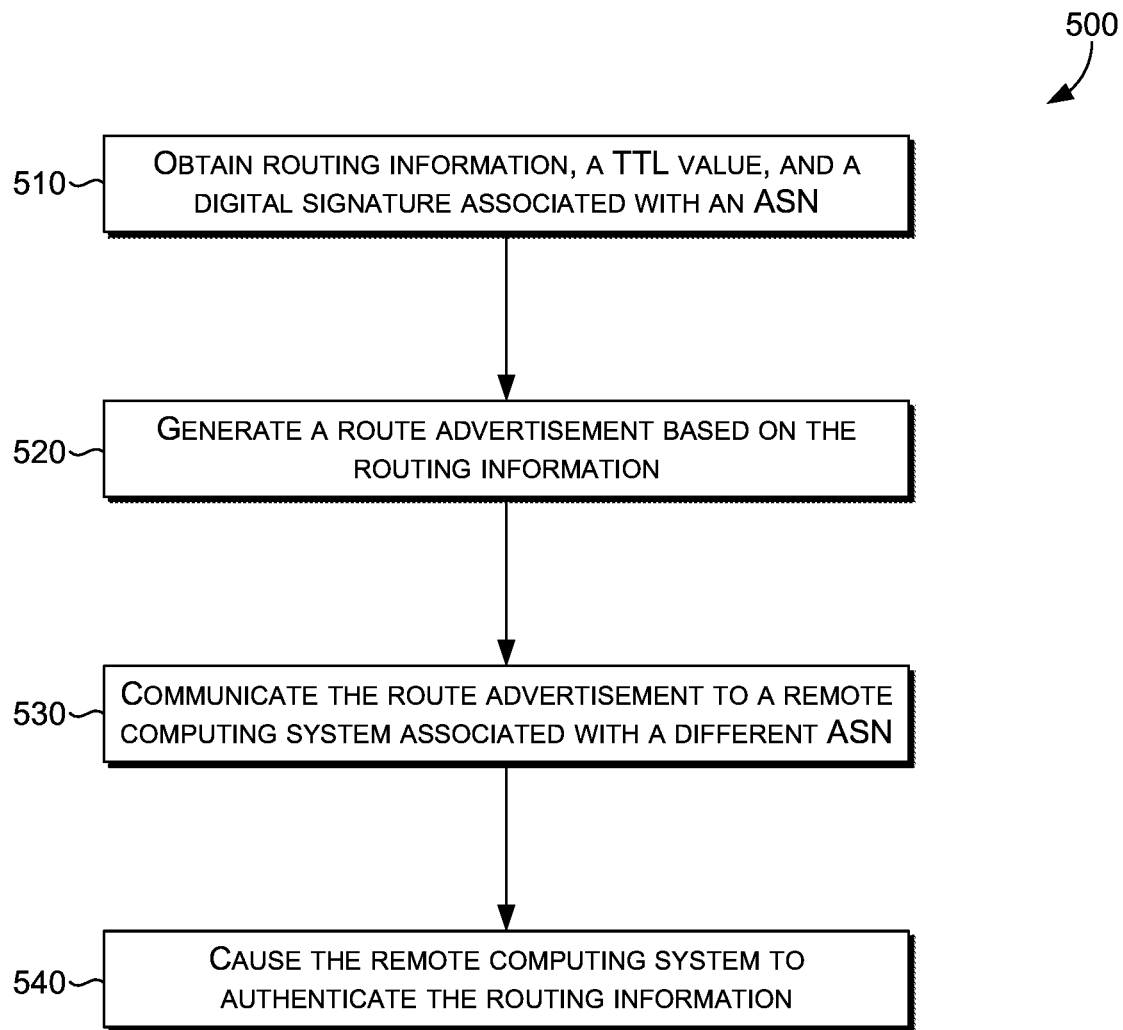 500
510
OBTAIN ROUTING INFORMATION, A TTL VALUE, AND A
DIGITAL SIGNATURE ASSOCIATED WITH AN ASN
520
GENERATE A ROUTE ADVERTISEMENT BASED ON THE
ROUTING INFORMATION
530
COMMUNICATE THE ROUTE ADVERTISEMENT TO A REMOTE
COMPUTING SYSTEM ASSOCIATED WITH A DIFFERENT ASN
540
CAUSE THE REMOTE COMPUTING SYSTEM TO
AUTHENTICATE THE ROUTING INFORMATION